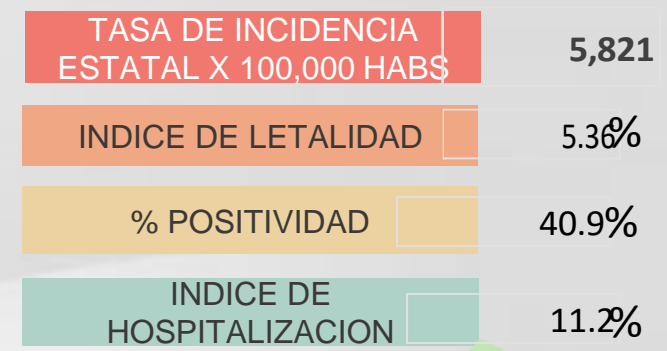 TASA DE INCIDENCIA
ESTATAL X 100,000 HABS
5,821
INDICE DE LETALIDAD
5.36%
% POSITIVIDAD
40.9%
INDICE DE
HOSPITALIZACION
11.2%